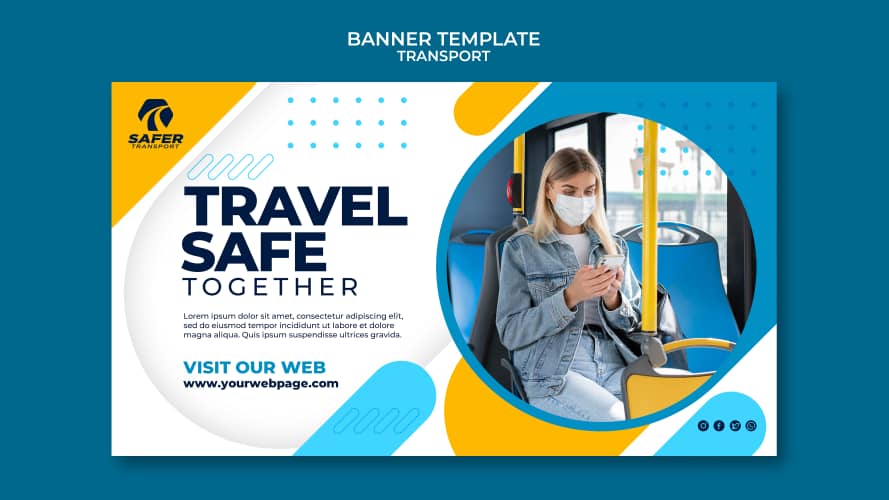 BANNER TEMPLATE
TRANSPORT
SAFER
TRANSPORT
TRAVEL
SAFE
TOGETHER
Lorem ipsum dolor sit amet, consectetur adipiscing elit,
sed do eiusmod tempor incididunt ut labore et dolore
magna aliqua. Quis ipsum suspendisse ultrices gravida.
VISIT OUR WEB
www.yourwebpage.com